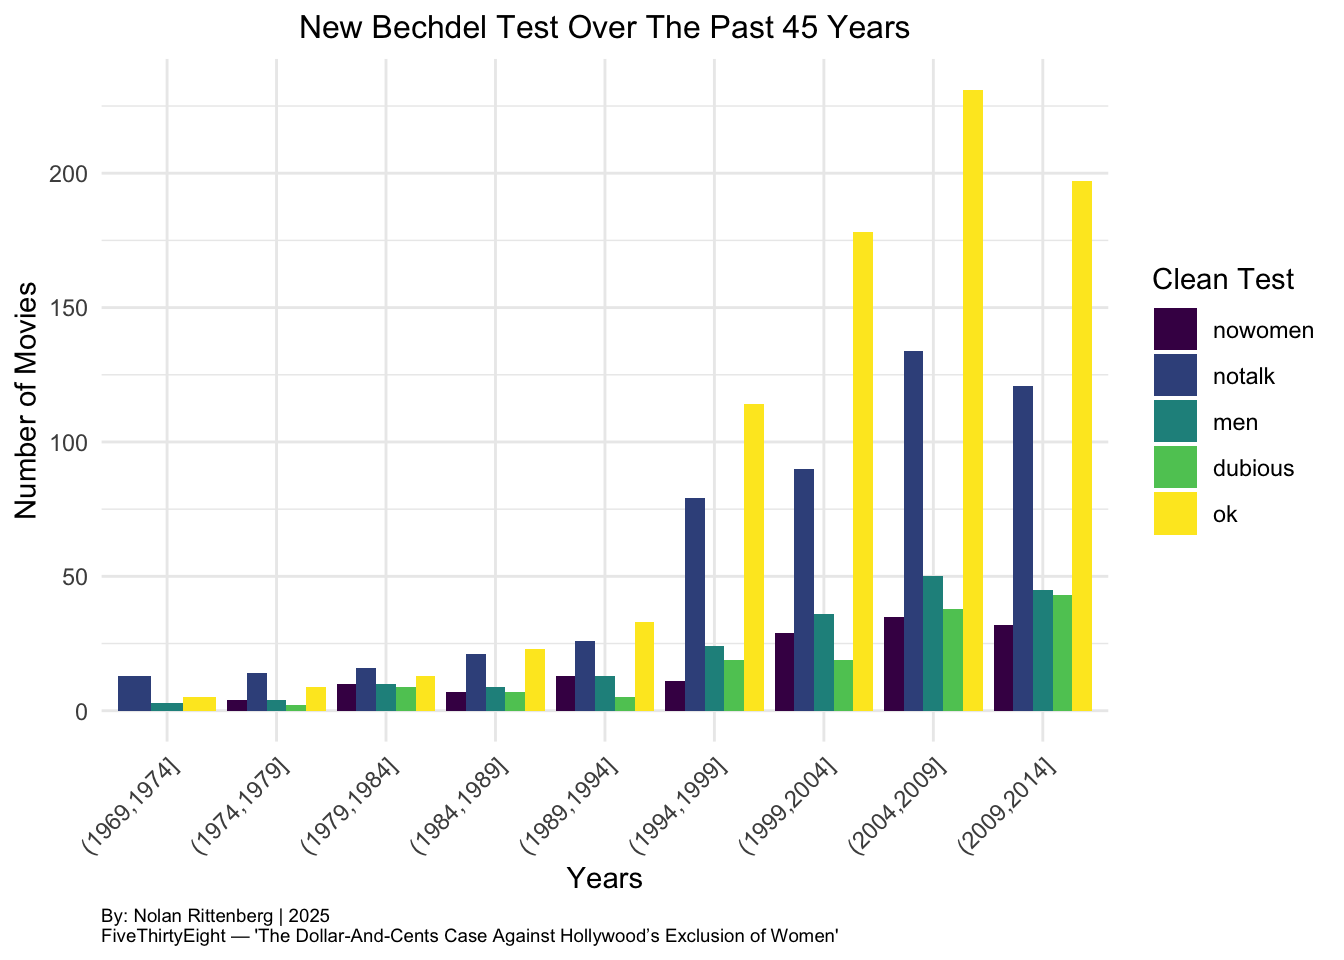 New Bechdel Test Over The Past 45 Years
Number of Movies
200
150
100
50
0
(1969,1974]
(1974,1979]
(1979,1984]
(1984,1989]
(1989,1994]
(1994,1999]
(1999,2004]
(2004,2009]
(2009,2014]
Years
Clean Test
nowomen
notalk
men
dubious
ok
By: Nolan Rittenberg | 2025
FiveThirtyEight — 'The Dollar-And-Cents Case Against Hollywood’s Exclusion of Women'